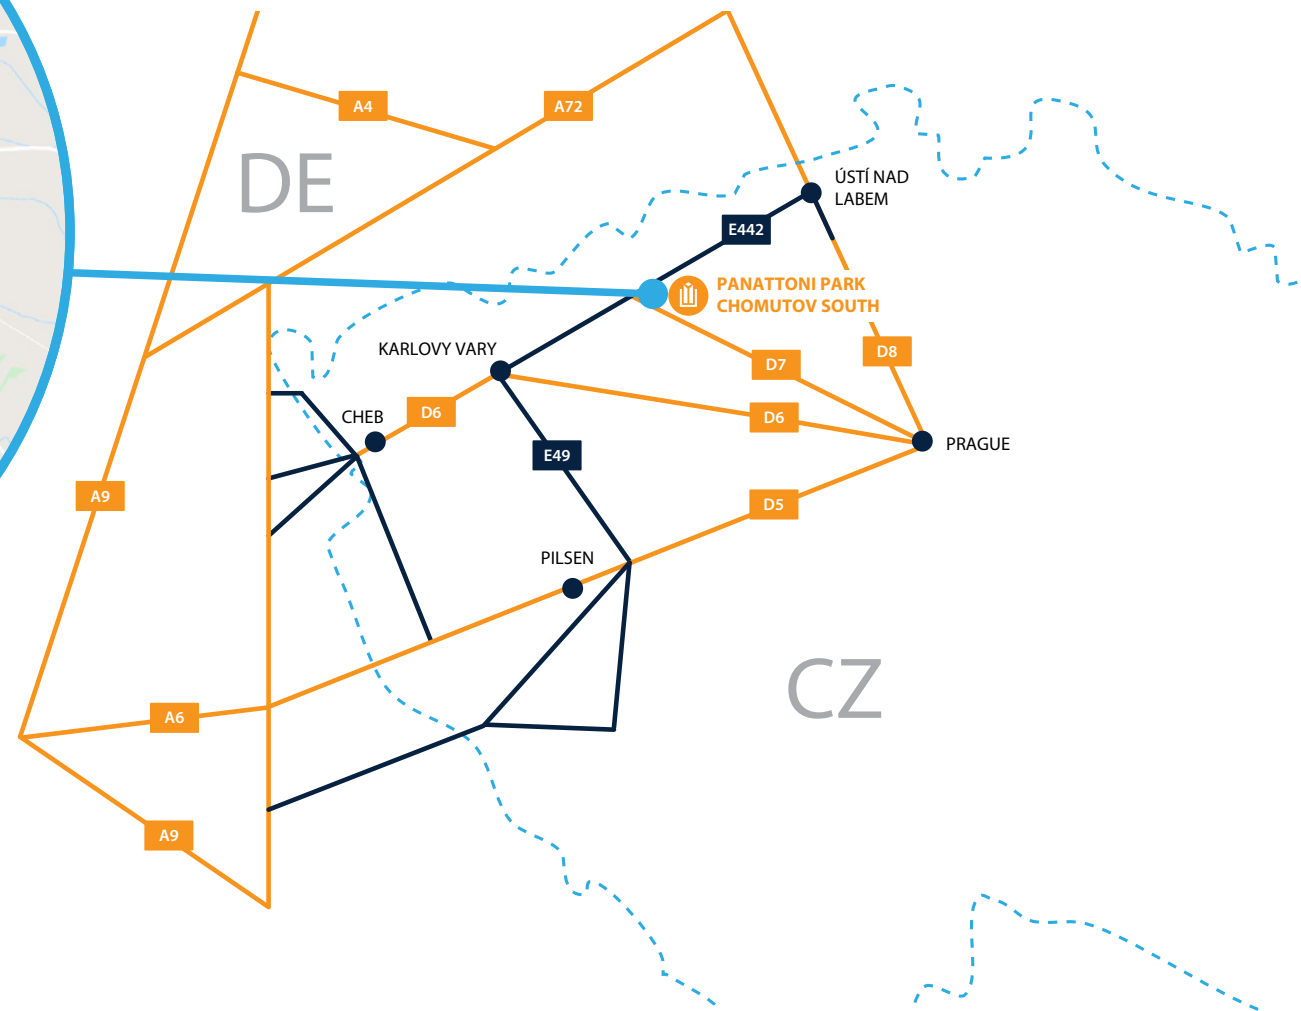 A4
A72
DE
ÚSTÍ NAD
LABEM
E442
PANATTONI PARK
CHOMUTOV SOUTH
KARLOVY VARY
D8
D7
CHEB
D6
D6
PRAGUE
E49
A9
D5
PILSEN
CZ
A6
A9